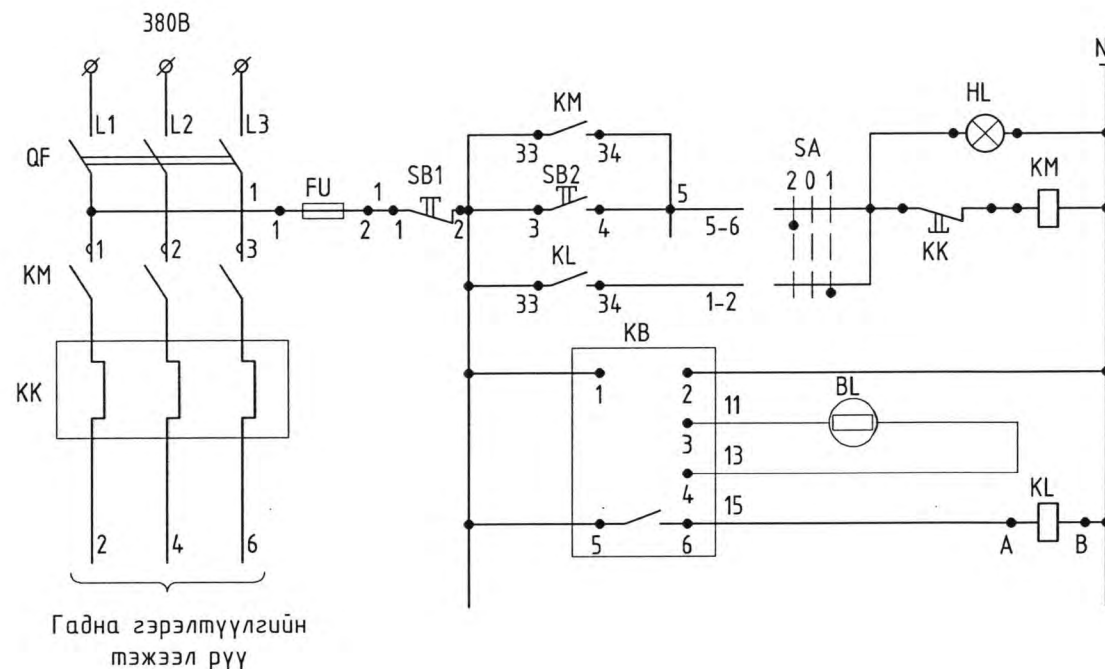 380В
L1 L2 L3
QF
1 FU 1 SB1
1 2 1 2
KM
33 34
SB2
3 4 5
5-6
KL
33 34 1-2
SA
2 0 1
HL
N
KM
KK
1 2 3
KM
KK
2 4 6
KB
1 2
3 11 BL
4 13
5 6 15
KL
A B
Гадна гэрэлтүүлгийн
тэжээл рүү